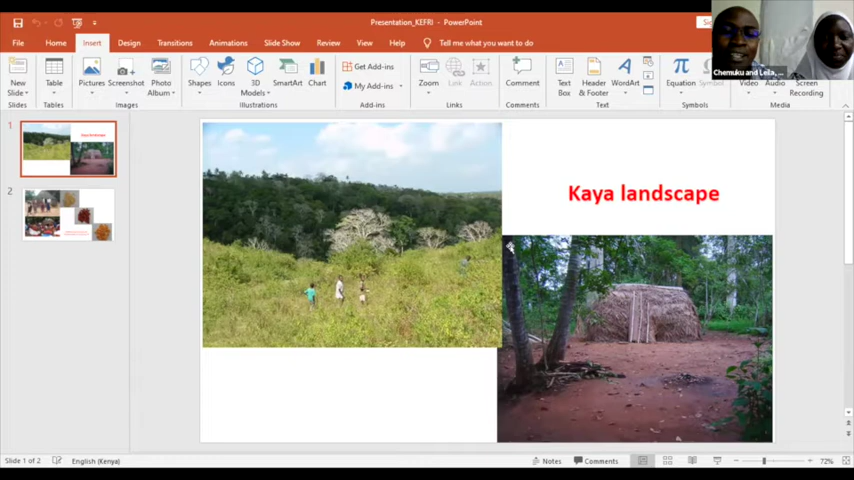 Presentation_KEFRI - PowerPoint
File Home Insert Design Transitions Animations Slide Show Review View Help Tell me what you want to do
Chemuku and Leila, ...
New Slide
Table
Pictures
Screenshot
Photo Album
Shapes
Icons
3D Models
SmartArt
Chart
Get Add-ins
My Add-ins
Zoom
Link
Action
Comment
Text Box
Header & Footer
WordArt
Equation
Symbol
Video
Audio
Screen Recording
Slides
Tables
Images
Illustrations
Add-ins
Links
Comments
Text
Symbols
Media
1
2
Kaya landscape
Slide 1 of 2
English (Kenya)
Notes
Comments
72%